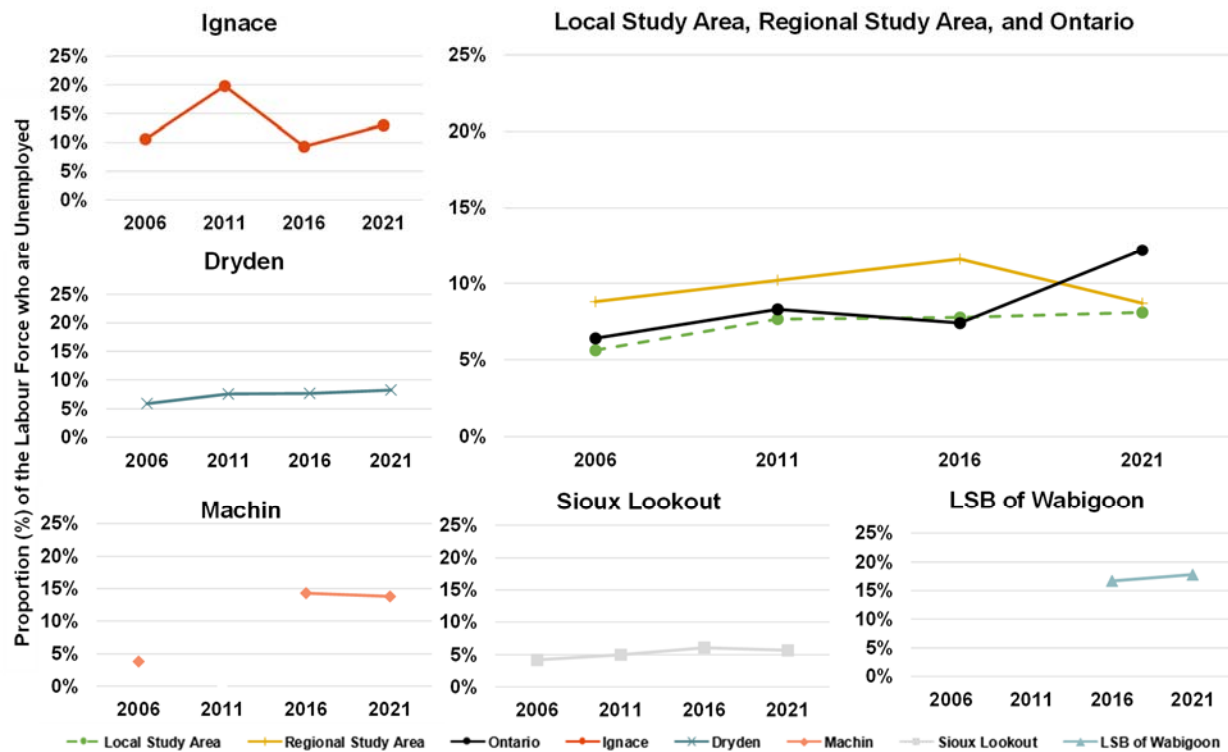 Proportion (%) of the Labour Force who are Unemployed
Ignace
25%
20%
15%
10%
5%
0%
2006 2011 2016 2021
Local Study Area, Regional Study Area, and Ontario
25%
20%
15%
10%
5%
0%
2006 2011 2016 2021
Dryden
25%
20%
15%
10%
5%
0%
2006 2011 2016 2021
Machin
25%
20%
15%
10%
5%
0%
2006 2011 2016 2021
Sioux Lookout
25%
20%
15%
10%
5%
0%
2006 2011 2016 2021
LSB of Wabigoon
25%
20%
15%
10%
5%
0%
2006 2011 2016 2021
Local Study Area Regional Study Area Ontario Ignace Dryden Machin Sioux Lookout LSB of Wabigoon